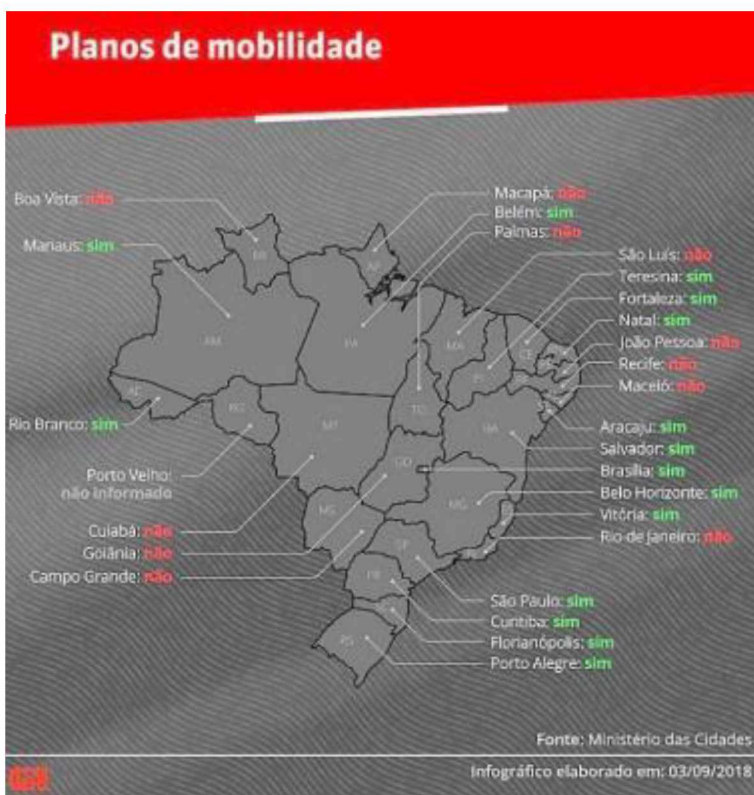 Planos de mobilidade
Boa Vista: não
Manaus: sim
Rio Branco: sim
Porto Velho:
não informado
Cuiabá: não
Goiânia: não
Campo Grande: não
Macapá: não
Belém: sim
Palmas: não
São Luís: não
Teresina: sim
Fortaleza: sim
Natal: sim
João Pessoa: não
Recife: não
Maceió: não
Aracaju: sim
Salvador: sim
Brasília: sim
Belo Horizonte: sim
Vitória: sim
Rio de Janeiro: não
São Paulo: sim
Curitiba: sim
Florianópolis: sim
Porto Alegre: sim
RR
AP
AM
PA
MA
CE
PI
AC
RO
TO
MT
BA
GO
MG
MS
SP
PR
RS
Fonte: Ministério das Cidades
Infográfico elaborado em: 03/09/2018